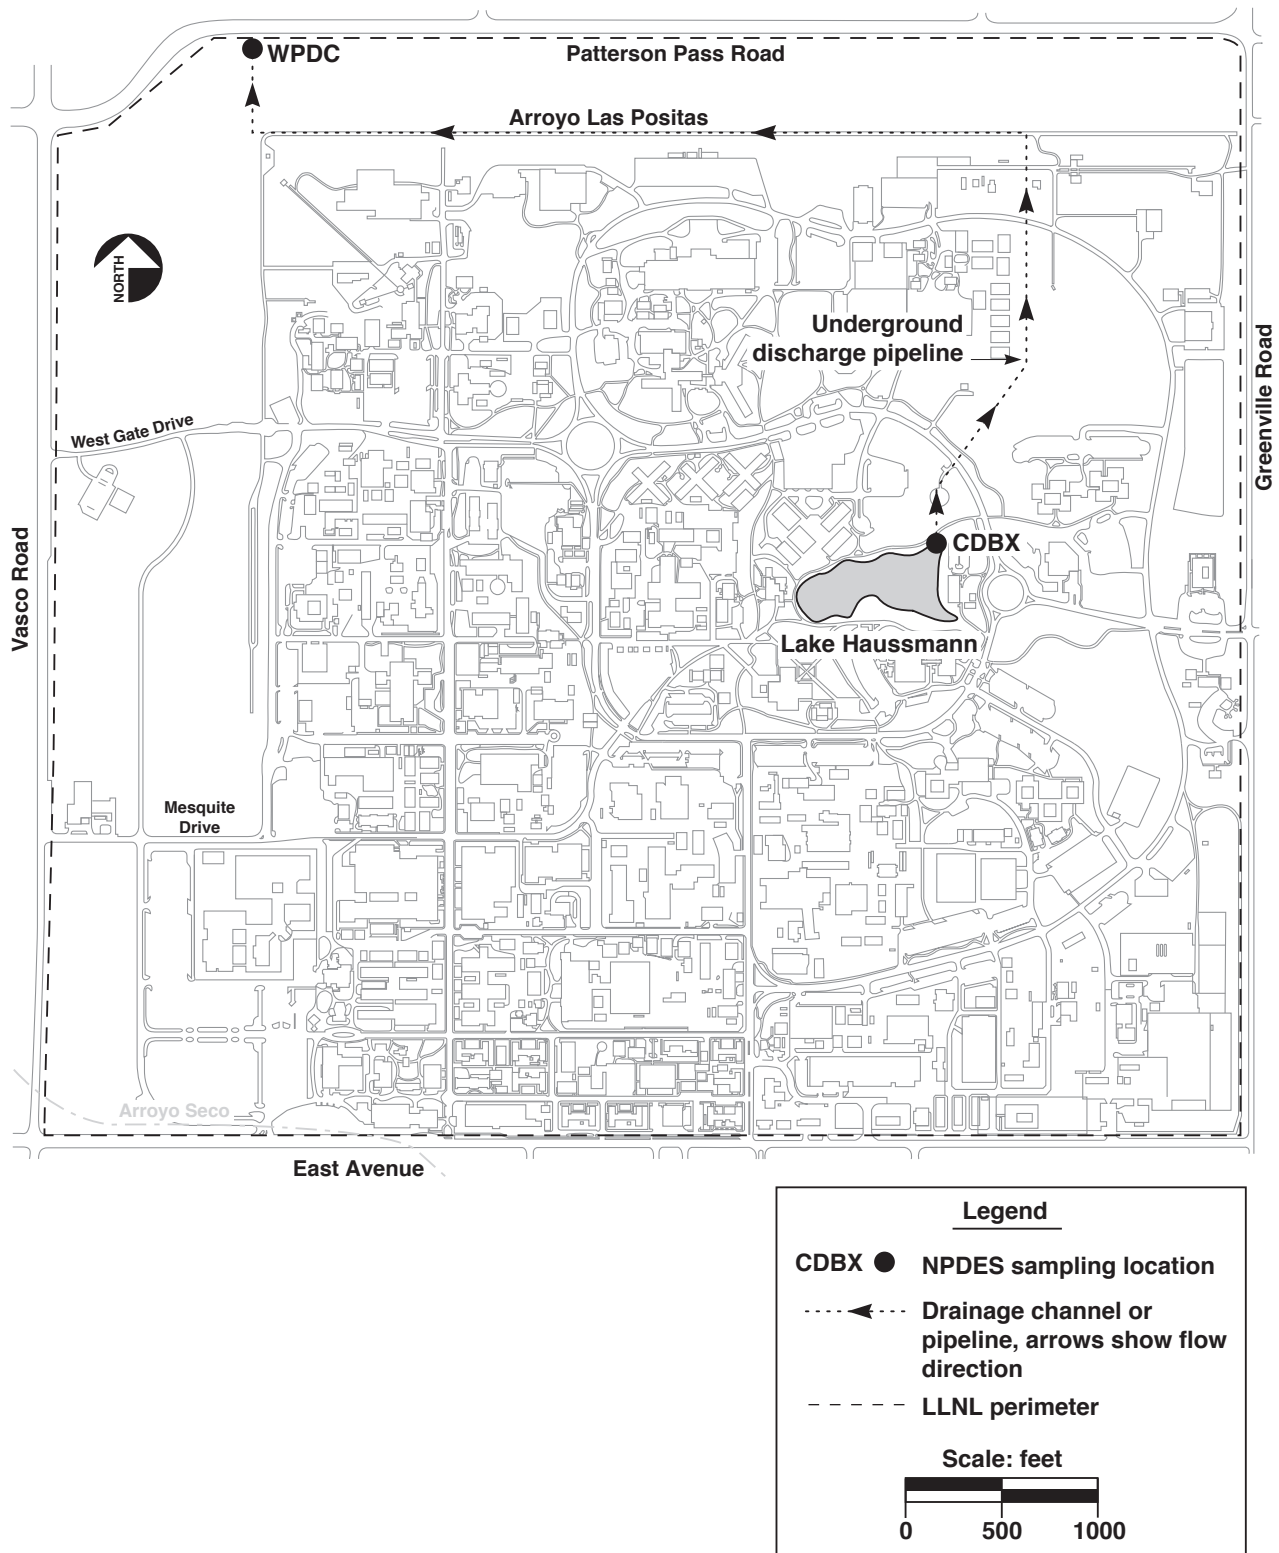 WPDC
Patterson Pass Road
Arroyo Las Positas
NORTH
Underground
discharge pipeline
Greenville Road
West Gate Drive
Vasco Road
CDBX
Lake Haussmann
Mesquite
Drive
Arroyo Seco
East Avenue
Legend
CDBX NPDES sampling location
Drainage channel or
pipeline, arrows show flow
direction
LLNL perimeter
Scale: feet
0 500 1000